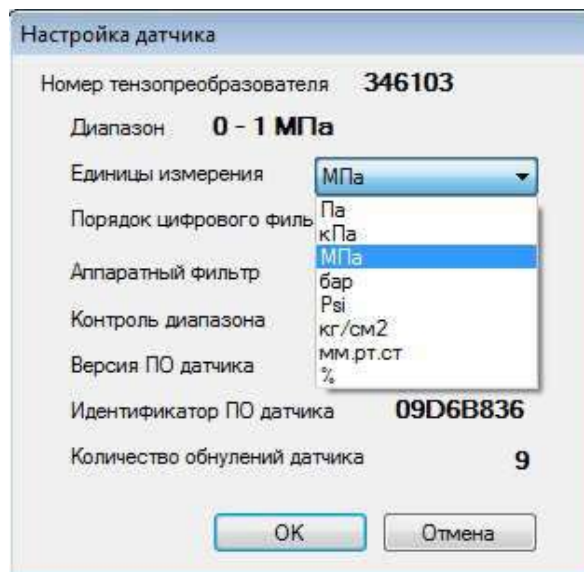 Настройка датчика
Номер тензопреобразователя 346103
Диапазон 0 - 1 МПа
Единицы измерения МПа
Па
Порядок цифрового филь
кПа
МПа
Аппаратный фильтр
бар
Psi
Контроль диапазона
кг/см2
мм.рт.ст
Версия ПО датчика
%
Идентификатор ПО датчика 09D6B836
Количество обнулений датчика 9
OK Отмена